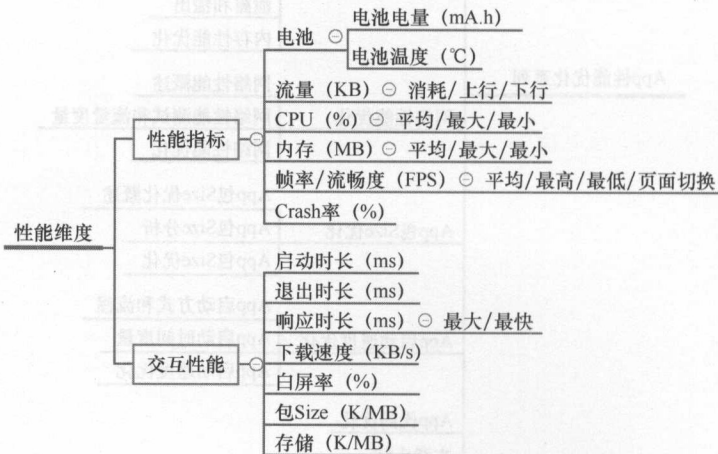 电池
电池电量（mA.h）
电池温度（℃）
流量（KB） 消耗/上行/下行
CPU（%） 平均/最大/最小
内存（MB） 平均/最大/最小
帧率/流畅度（FPS） 平均/最高/最低/页面切换
Crash率（%）
性能指标
性能维度
启动时长（ms）
退出时长（ms）
响应时长（ms） 最大/最快
下载速度（KB/s）
白屏率（%）
包Size（K/MB）
存储（K/MB）
交互性能